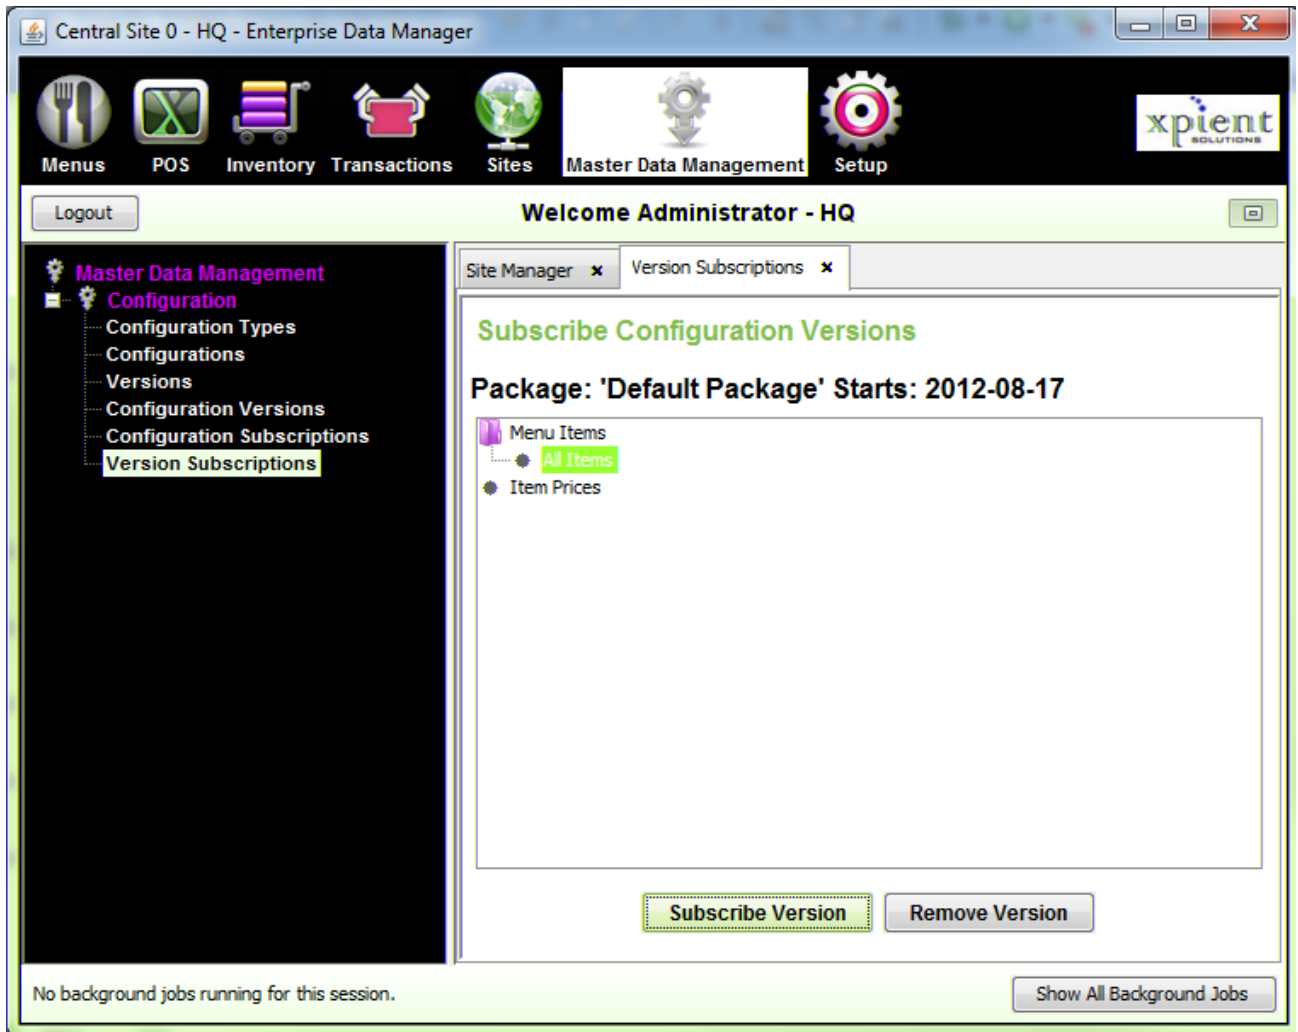 Central Site 0 - HQ - Enterprise Data Manager
Menus POS Inventory Transactions Sites Master Data Management Setup
xpient
SOLUTIONS
Logout Welcome Administrator - HQ
Master Data Management
Configuration
Configuration Types
Configurations
Versions
Configuration Versions
Configuration Subscriptions
Version Subscriptions
Site Manager Version Subscriptions
Subscribe Configuration Versions
Package: 'Default Package' Starts: 2012-08-17
Menu Items
All Items
Item Prices
Subscribe Version Remove Version
No background jobs running for this session. Show All Background Jobs